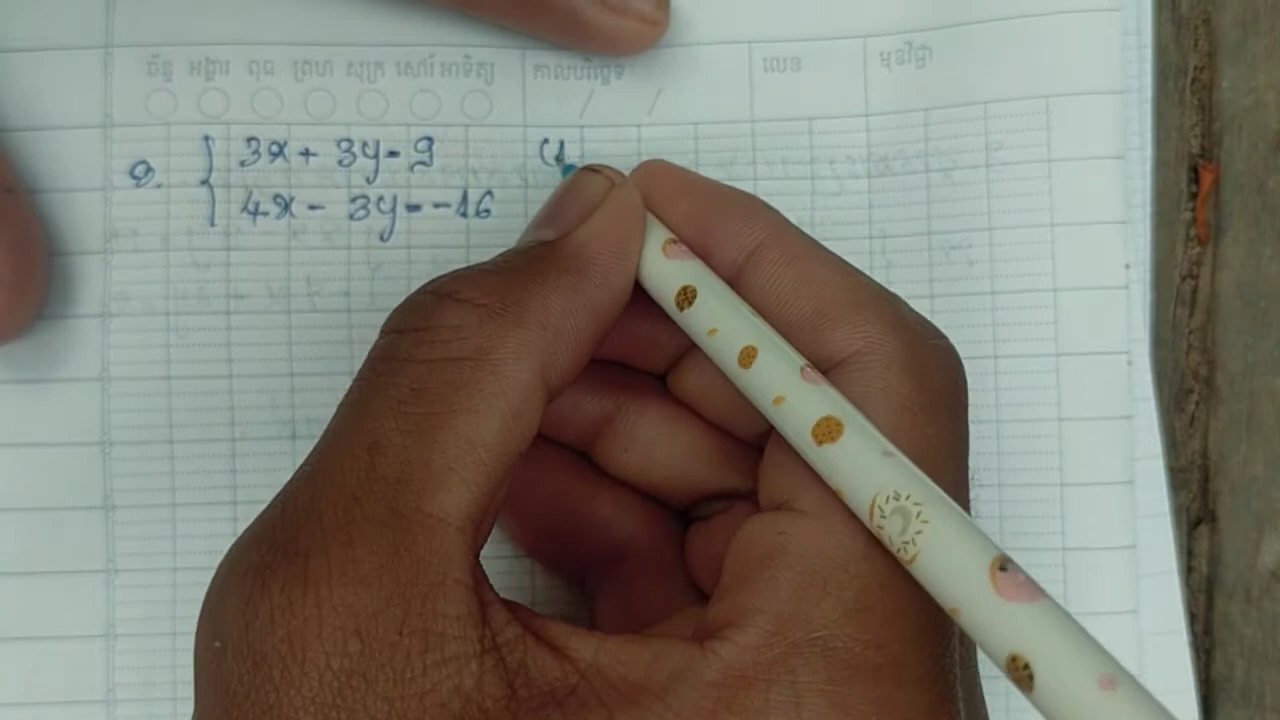 ច័ន្ទ អង្គារ ពុធ ព្រហ សុក្រ សៅរ៍ អាទិត្យ កាលបរិច្ឆេទ លេខ មុខវិជ្ជា
/ /
3x + 3y = 9 (1
4x - 3y = -16